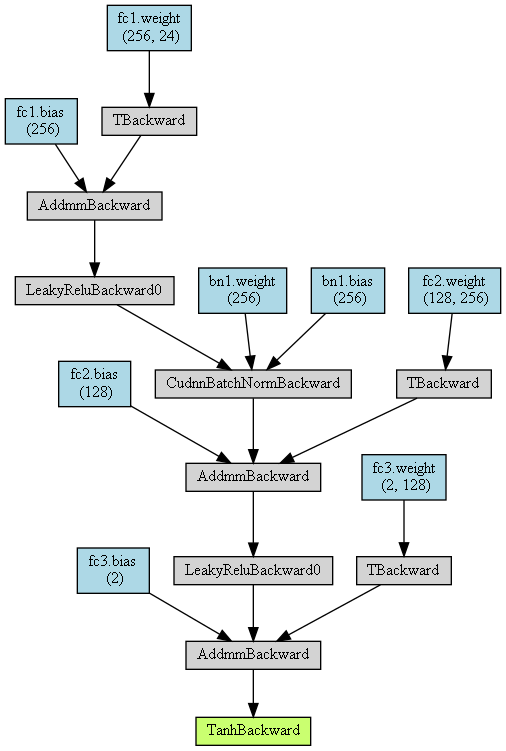 fc1.weight
(256, 24)
fc1.bias
(256)
TBackward
AddmmBackward
LeakyReluBackward0
bn1.weight
(256)
bn1.bias
(256)
fc2.weight
(128, 256)
fc2.bias
(128)
CudnnBatchNormBackward
TBackward
AddmmBackward
fc3.weight
(2, 128)
fc3.bias
(2)
LeakyReluBackward0
TBackward
AddmmBackward
TanhBackward